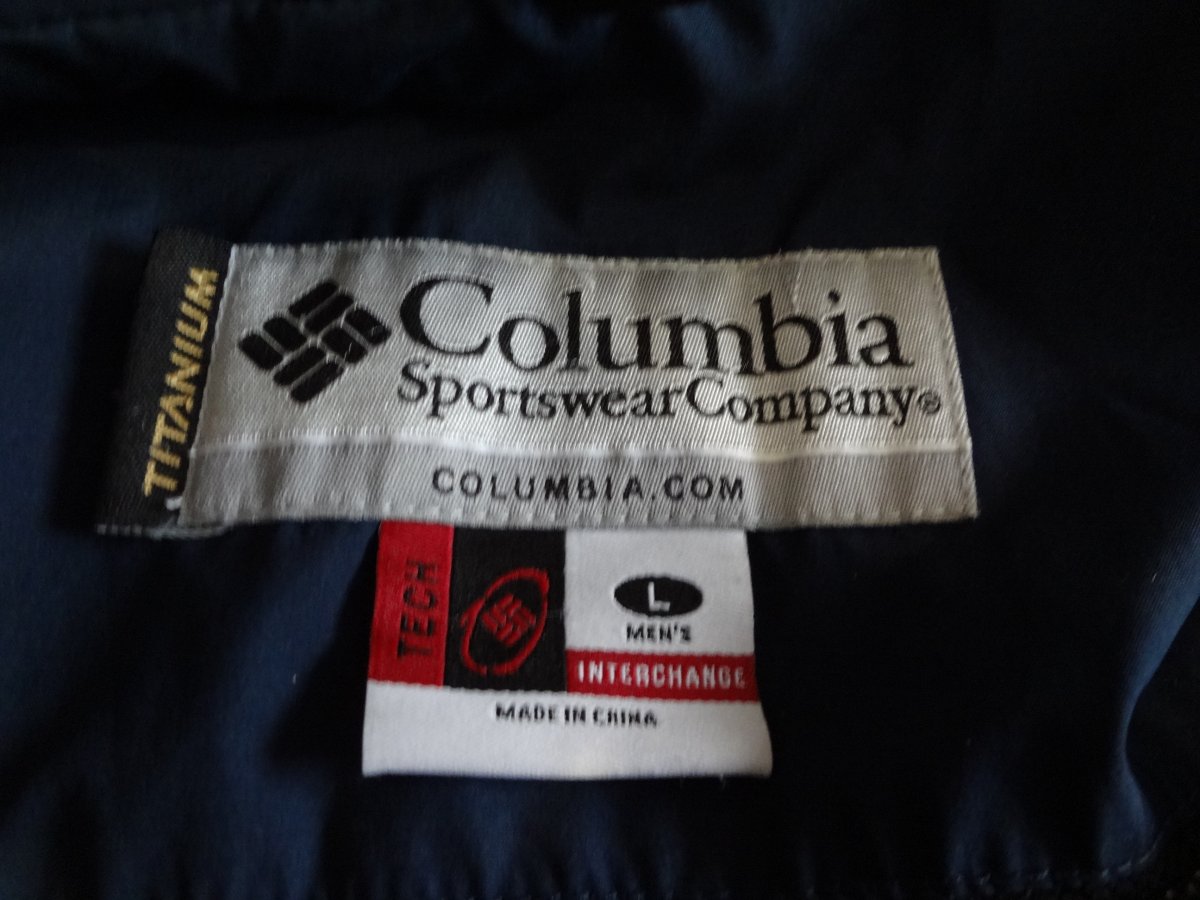 TITANIUM
Columbia
Sportswear Company®
COLUMBIA.COM
TECH
L
MEN'S
INTERCHANGE
MADE IN CHINA